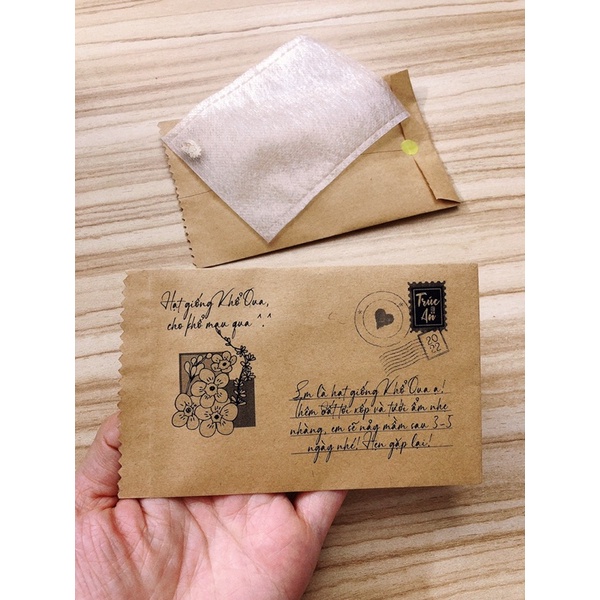 Hạt giống Khổ Qua,
cho khổ mau qua ^.^
Trúc
An
2022
Em là hạt giống Khổ Qua ạ!
Thêm đất tơi xốp và tưới ẩm nhẹ
nhàng, em sẽ nảy mầm sau 3-5
ngày nhé! Hẹn gặp lại!